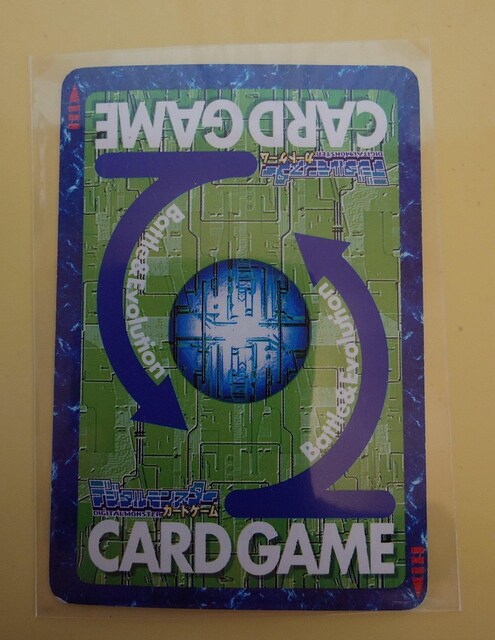 CARD GAME
デジタルモンスター
DIGITALMONSTER
カードゲーム
Battle&Evolution
Battle&Evolution
デジタルモンスター
DIGITALMONSTER カードゲーム
CARD GAME